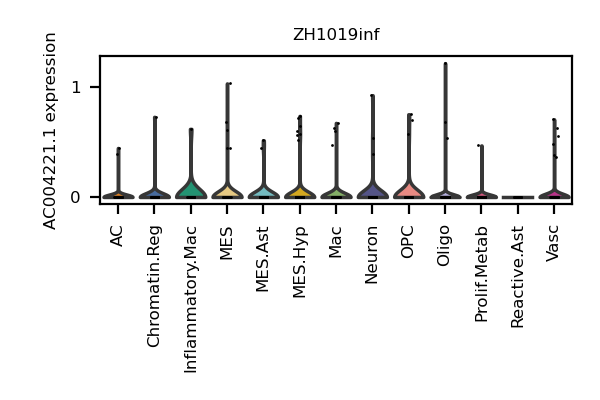 ZH1019inf
AC004221.1 expression
1
0
AC
Chromatin.Reg
Inflammatory.Mac
MES
MES.Ast
MES.Hyp
Mac
Neuron
OPC
Oligo
Prolif.Metab
Reactive.Ast
Vasc